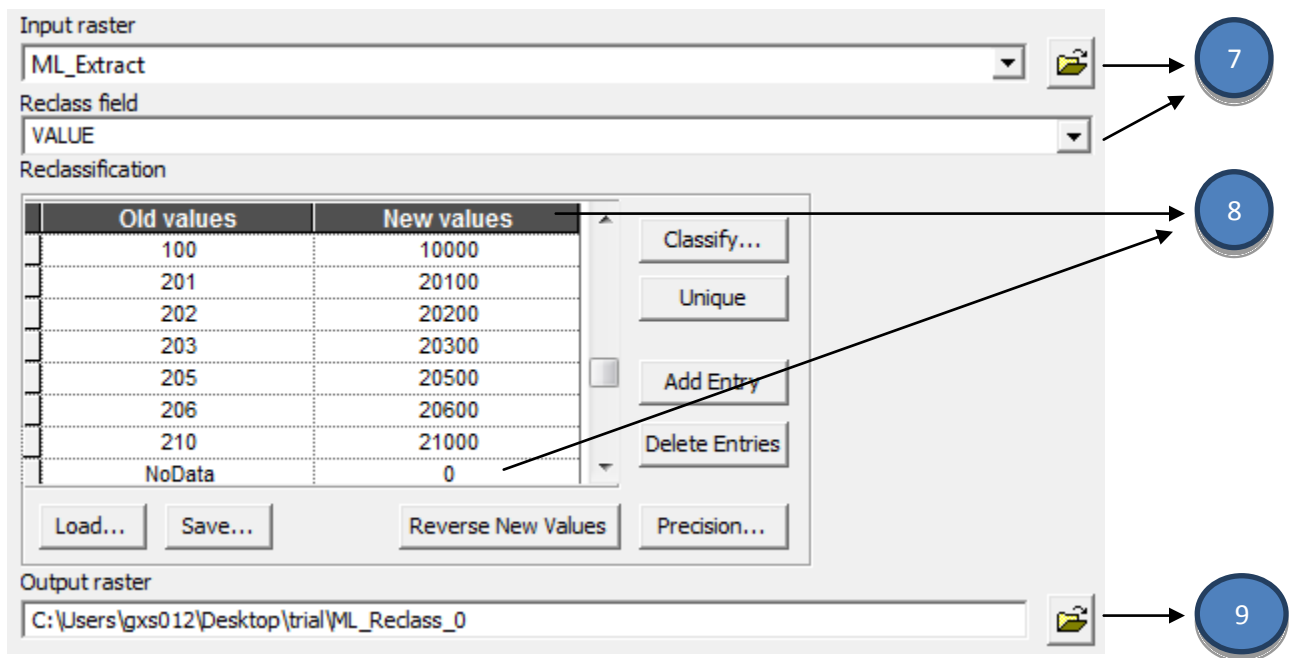 Input raster
ML_Extract
7
Reclass field
VALUE
Reclassification
Old values New values
8
100 10000
201 20100
202 20200
203 20300
205 20500
206 20600
210 21000
NoData 0
Classify...
Unique
Add Entry
Delete Entries
Load... Save... Reverse New Values Precision...
Output raster
C:\Users\gxs012\Desktop\trial\ML_Reclass_0
9